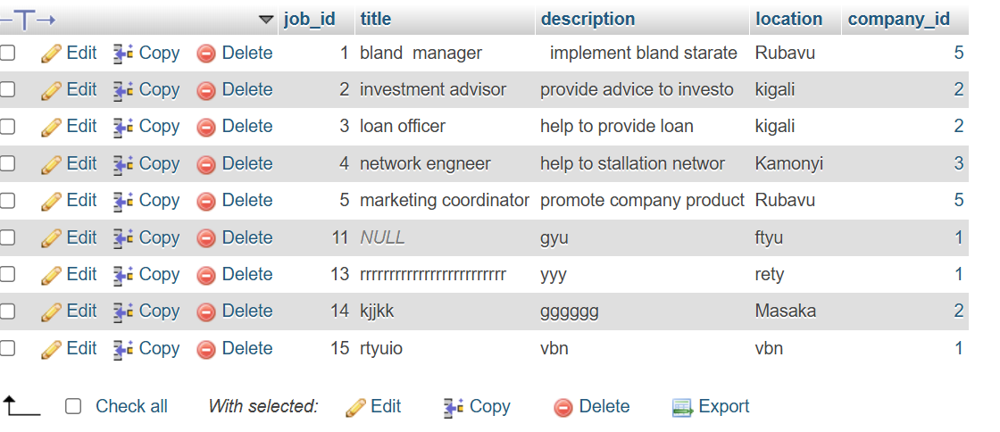 job_id title description location company_id
Edit Copy Delete 1 bland manager implement bland starate Rubavu 5
Edit Copy Delete 2 investment advisor provide advice to investo kigali 2
Edit Copy Delete 3 loan officer help to provide loan kigali 2
Edit Copy Delete 4 network engneer help to stallation networ Kamonyi 3
Edit Copy Delete 5 marketing coordinator promote company product Rubavu 5
Edit Copy Delete 11 NULL gyu ftyu 1
Edit Copy Delete 13 rrrrrrrrrrrrrrrrrrrrrrrrr yyy rety 1
Edit Copy Delete 14 kjjkk gggggg Masaka 2
Edit Copy Delete 15 rtyuio vbn vbn 1
Check all With selected: Edit Copy Delete Export